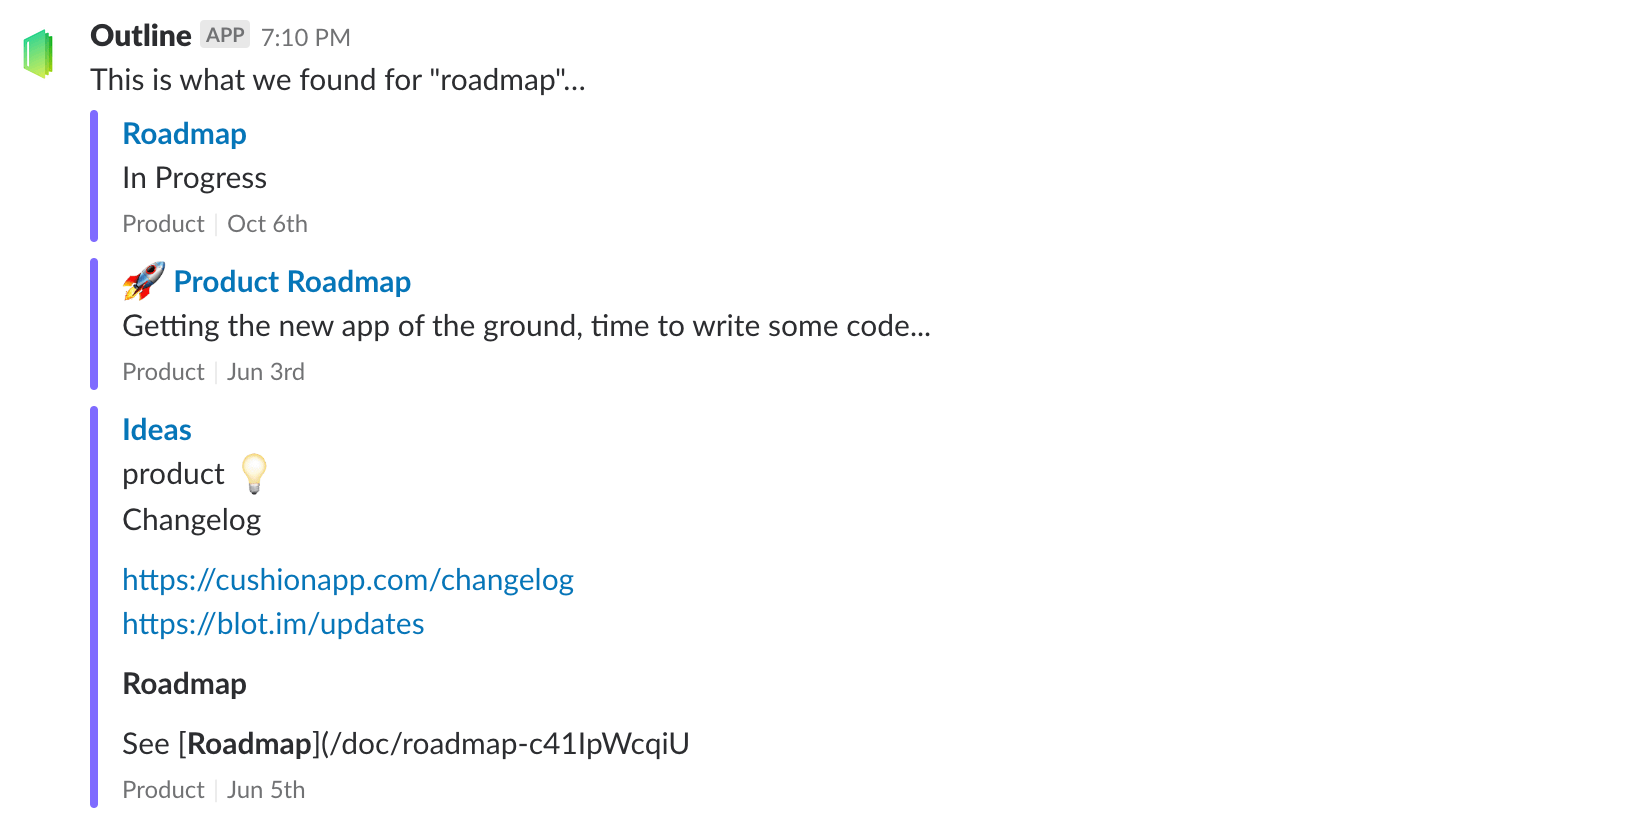 Outline APP 7:10 PM
This is what we found for "roadmap"...
Roadmap
In Progress
Product | Oct 6th
🚀 Product Roadmap
Getting the new app of the ground, time to write some code...
Product | Jun 3rd
Ideas
product 💡
Changelog
https://cushionapp.com/changelog
https://blot.im/updates
Roadmap
See [Roadmap](/doc/roadmap-c41IpWcqiU
Product | Jun 5th